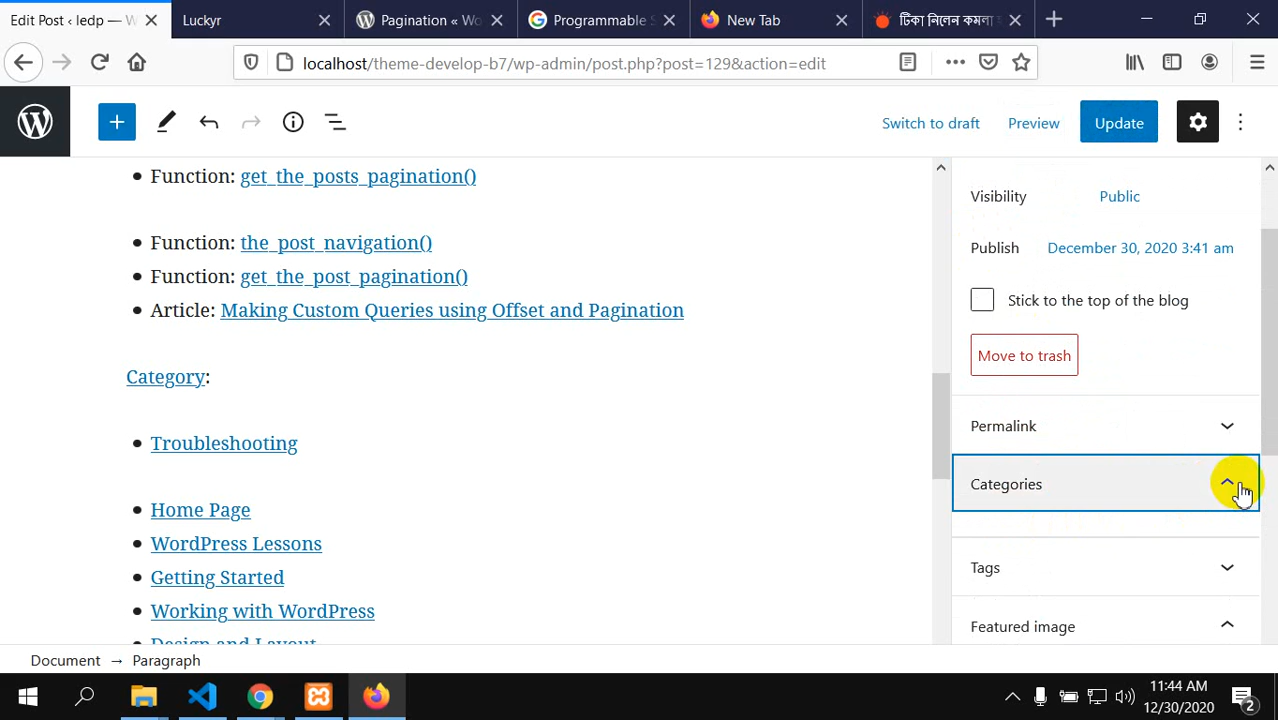 Edit Post ‹ ledp — W
Luckyr
Pagination « Wo
Programmable S
New Tab
টিকা নিলেন কমলা হ
localhost/theme-develop-b7/wp-admin/post.php?post=129&action=edit
Switch to draft
Preview
Update
Function: get_the_posts_pagination()
Function: the_post_navigation()
Function: get_the_post_pagination()
Article: Making Custom Queries using Offset and Pagination
Category:
Troubleshooting
Home Page
WordPress Lessons
Getting Started
Working with WordPress
Design and Layout
Visibility Public
Publish December 30, 2020 3:41 am
Stick to the top of the blog
Move to trash
Permalink
Categories
Tags
Featured image
Document → Paragraph
11:44 AM
12/30/2020
2